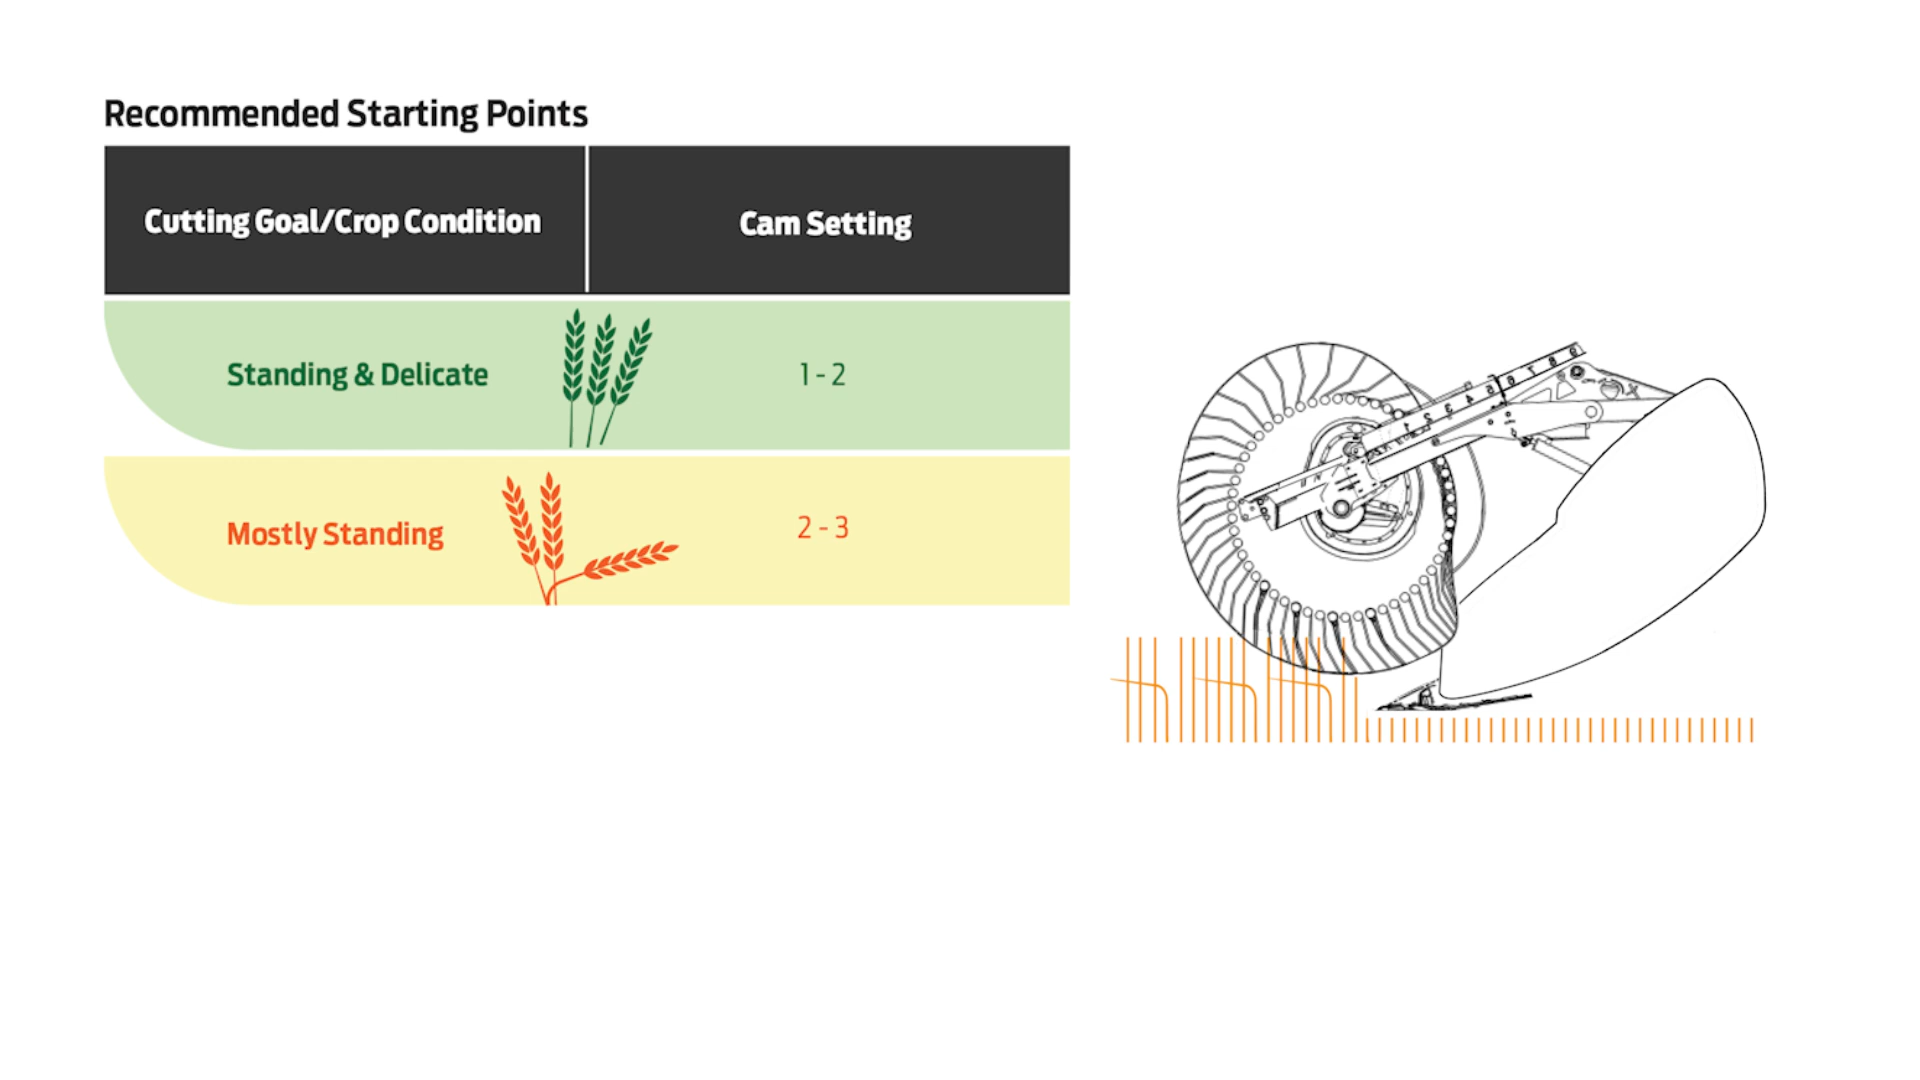 Recommended Starting Points
Cutting Goal/Crop Condition
Cam Setting
Standing & Delicate
1 - 2
Mostly Standing
2 - 3